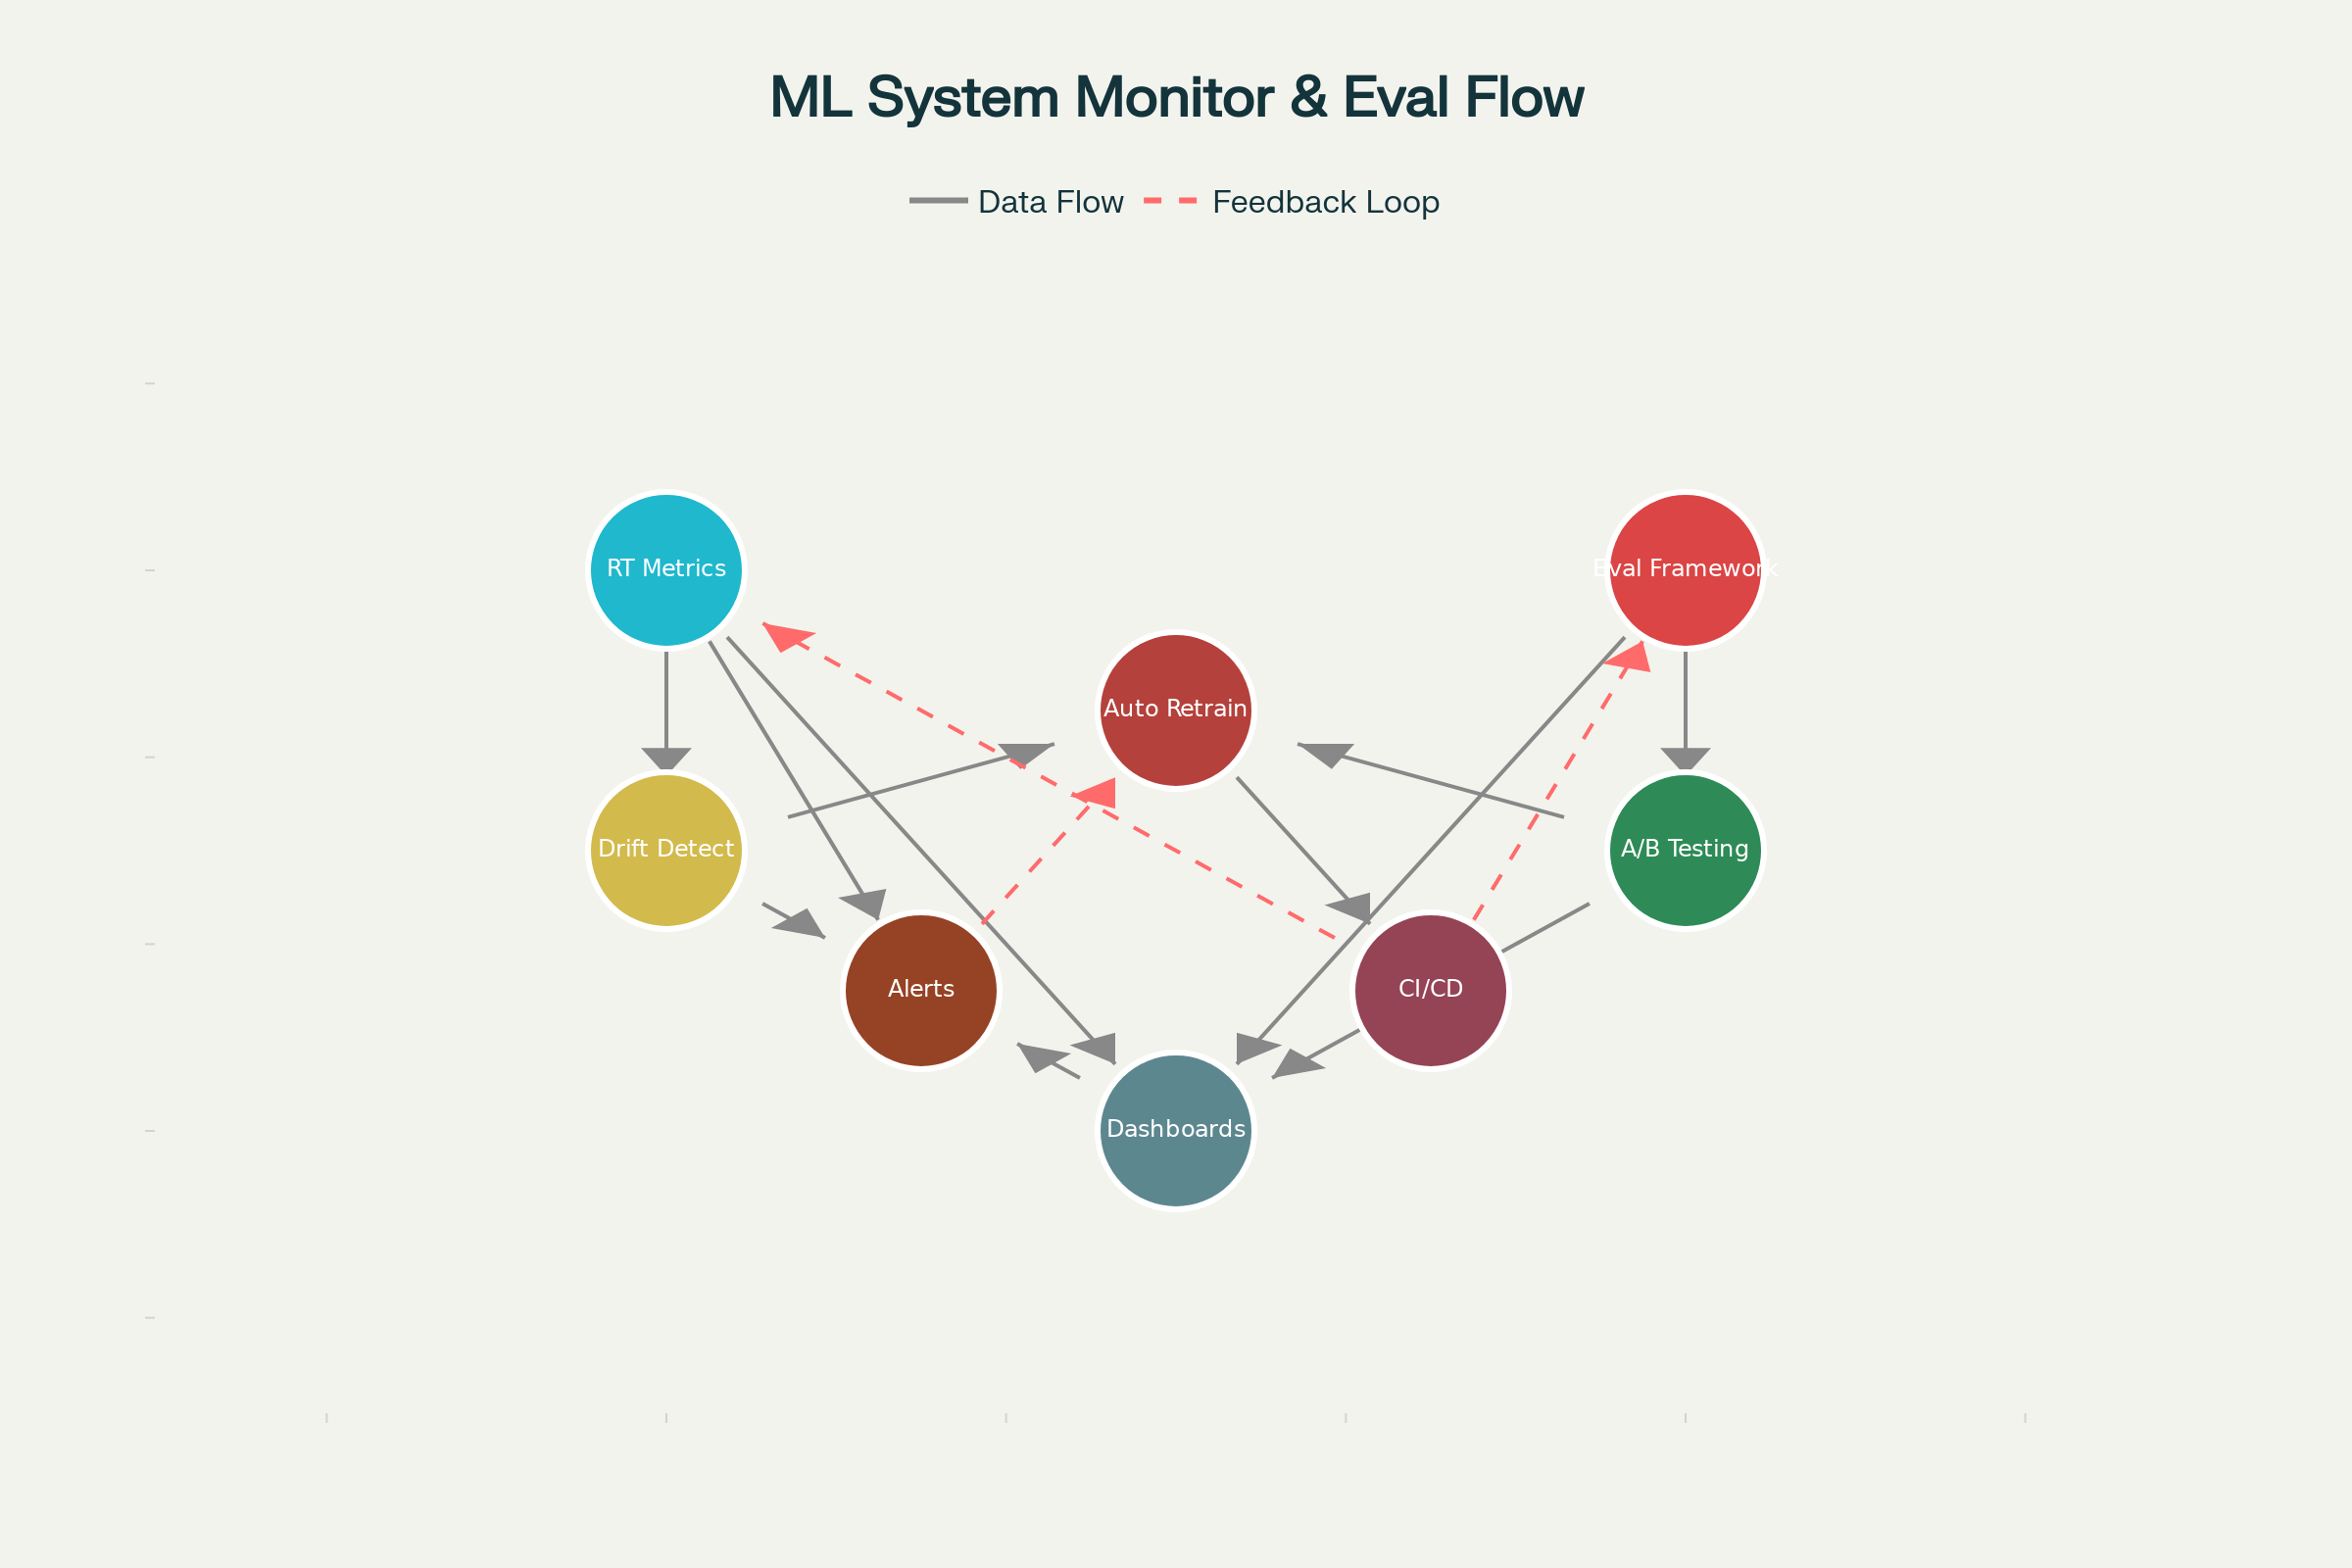 ML System Monitor & Eval Flow
Data Flow
Feedback Loop
RT Metrics
Eval Framework
Auto Retrain
Drift Detect
A/B Testing
Alerts
CI/CD
Dashboards